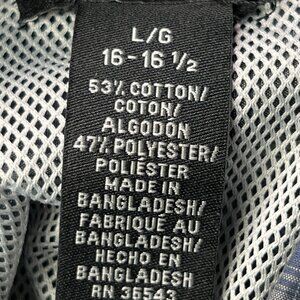 L/G
16-16 1/2
53% COTTON/
COTON/
ALGODÓN
47% POLYESTER/
POLIÉSTER
MADE IN
BANGLADESH/
FABRIQUÉ AU
BANGLADESH/
HECHO EN
BANGLADESH
RN 36543